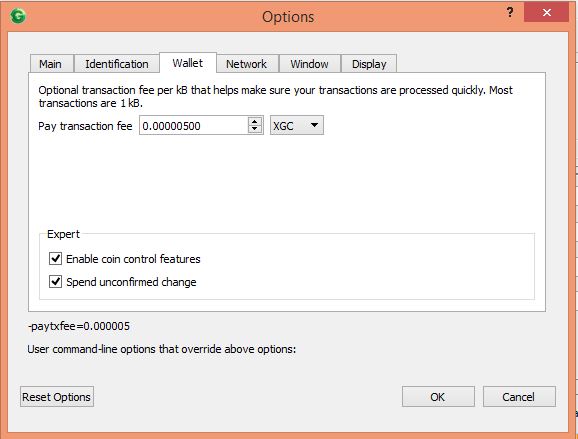 Options
?
Main Identification Wallet Network Window Display
Optional transaction fee per kB that helps make sure your transactions are processed quickly. Most
transactions are 1 kB.
Pay transaction fee 0.00000500 XGC
Expert
Enable coin control features
Spend unconfirmed change
-paytxfee=0.000005
User command-line options that override above options:
Reset Options OK Cancel